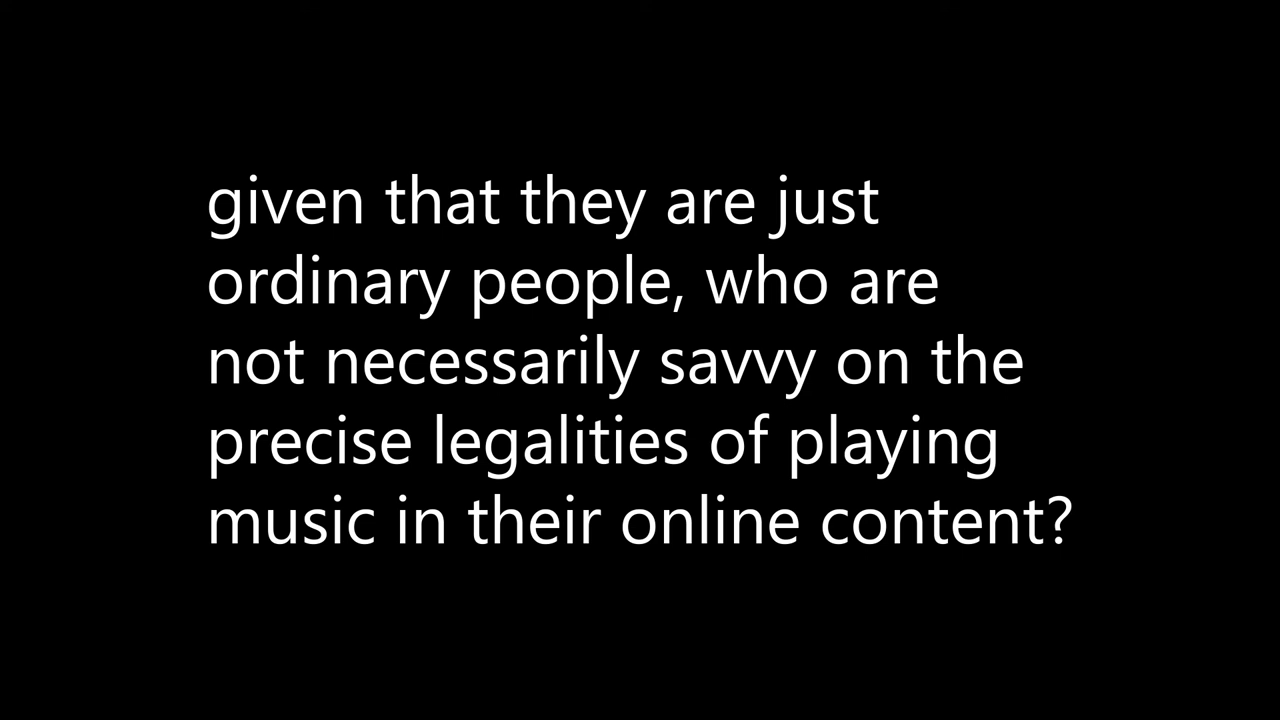 given that they are just
ordinary people, who are
not necessarily savvy on the
precise legalities of playing
music in their online content?